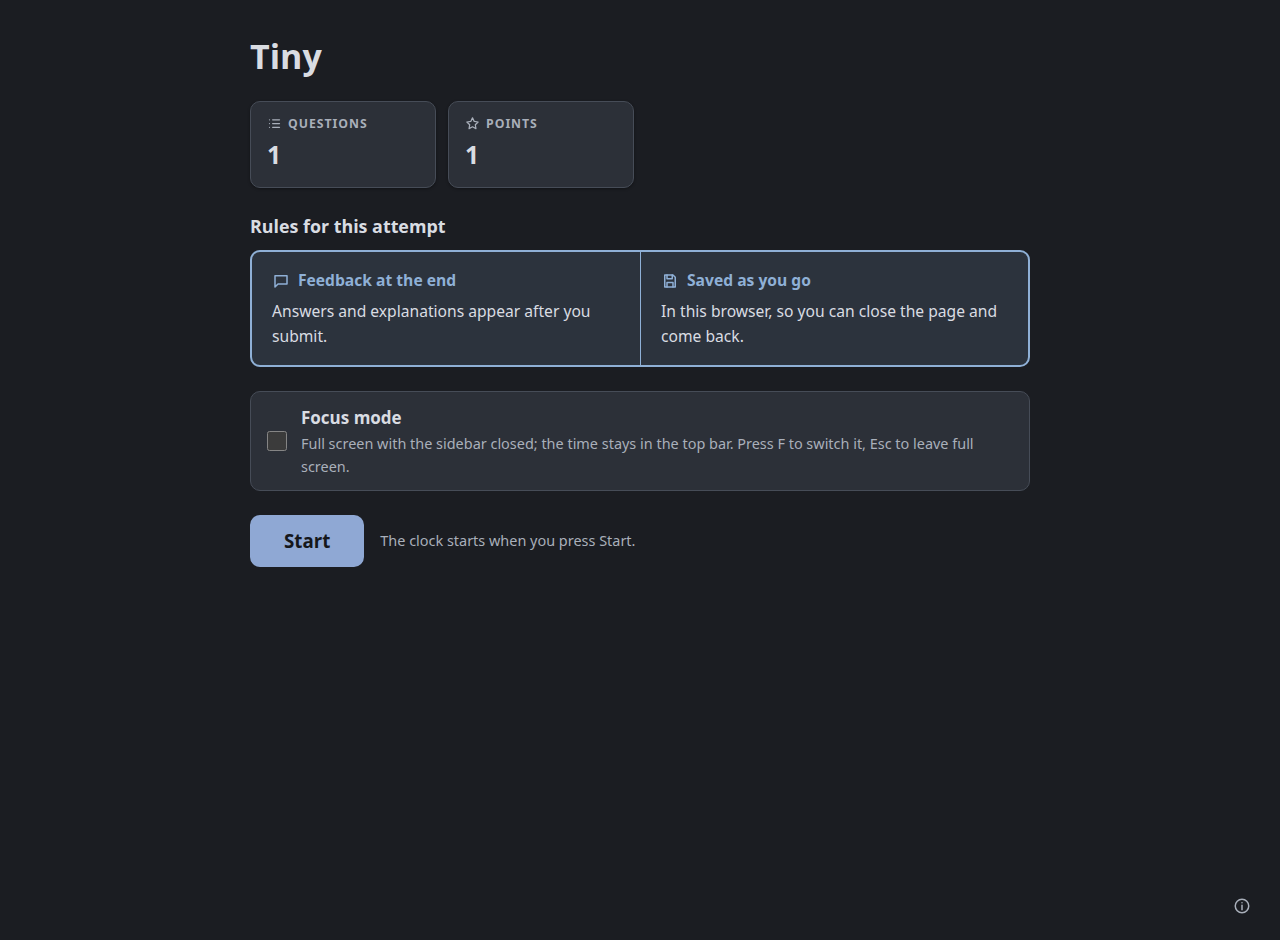 Tiny
QUESTIONS
1
POINTS
1
Rules for this attempt
Feedback at the end
Answers and explanations appear after you
submit.
Saved as you go
In this browser, so you can close the page and
come back.
Focus mode
Full screen with the sidebar closed; the time stays in the top bar. Press F to switch it, Esc to leave full
screen.
Start
The clock starts when you press Start.